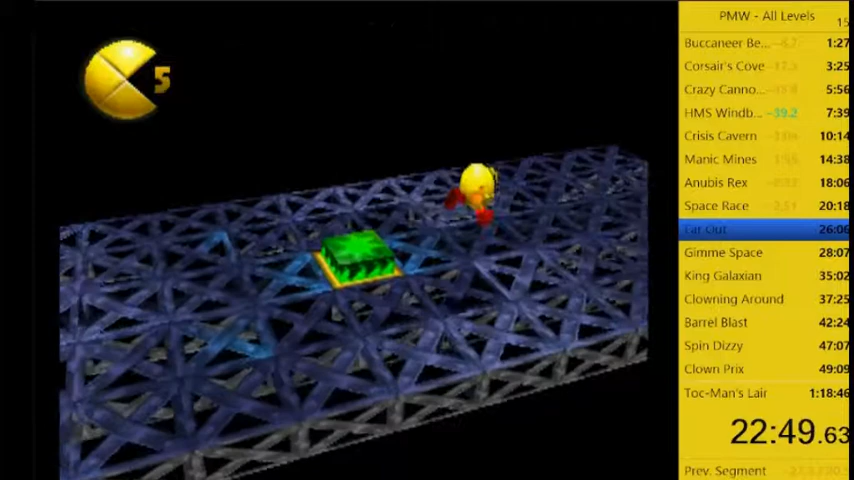 5
PMW - All Levels
15
Buccaneer Be... 1:27
Corsair's Cove 3:25
Crazy Canno... 5:56
HMS Windb... -39.2 7:39
Crisis Cavern 10:14
Manic Mines 14:38
Anubis Rex 18:06
Space Race 20:18
Far Out 26:06
Gimme Space 28:07
King Galaxian 35:02
Clowning Around 37:25
Barrel Blast 42:24
Spin Dizzy 47:07
Clown Prix 49:09
Toc-Man's Lair 1:18:46
22:49.63
Prev. Segment